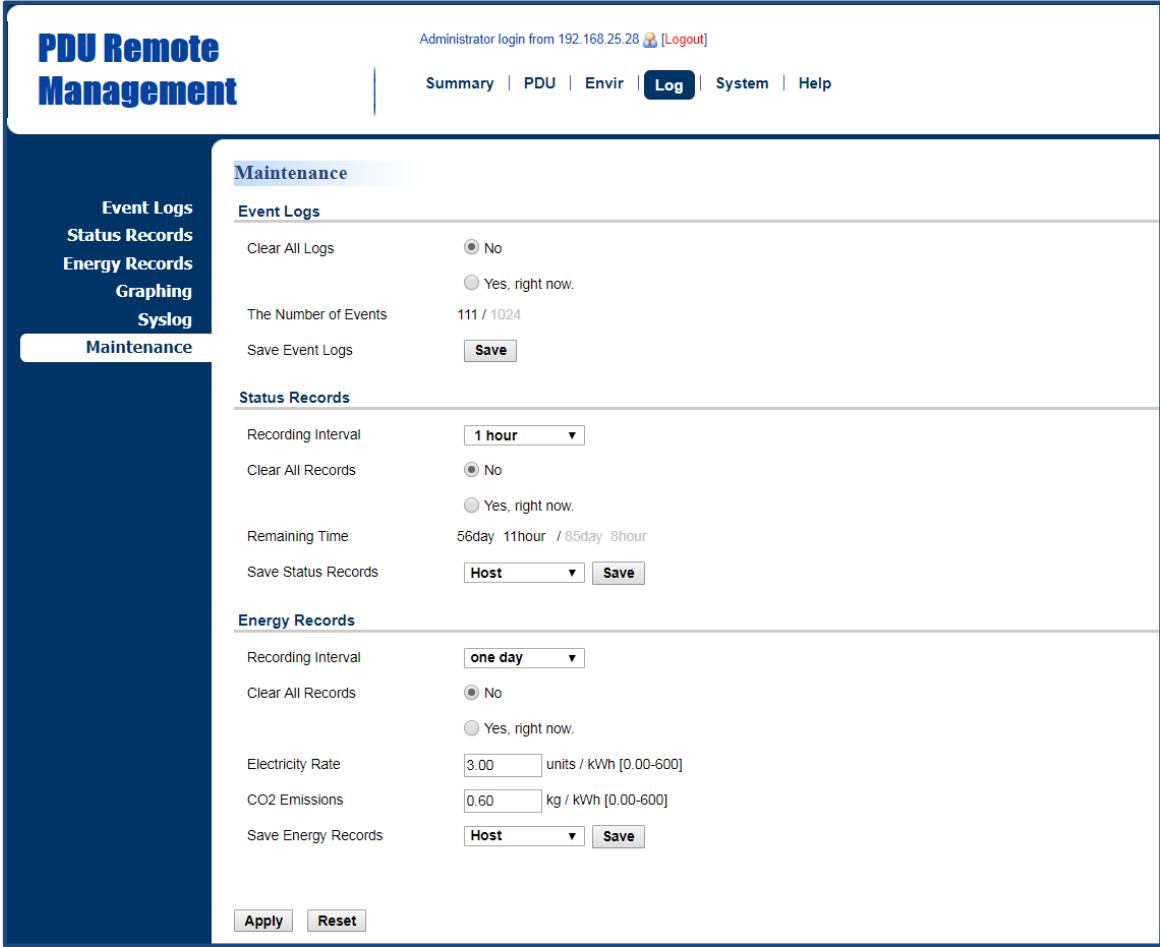 PDU Remote
Management
Administrator login from 192.168.25.28 [Logout]
Summary | PDU | Envir | Log | System | Help
Event Logs
Status Records
Energy Records
Graphing
Syslog
Maintenance
Maintenance
Event Logs
Clear All Logs No
Yes, right now.
The Number of Events 111 / 1024
Save Event Logs Save
Status Records
Recording Interval 1 hour
Clear All Records No
Yes, right now.
Remaining Time 56day 11hour / 85day 8hour
Save Status Records Host Save
Energy Records
Recording Interval one day
Clear All Records No
Yes, right now.
Electricity Rate 3.00 units / kWh [0.00-600]
CO2 Emissions 0.60 kg / kWh [0.00-600]
Save Energy Records Host Save
Apply Reset